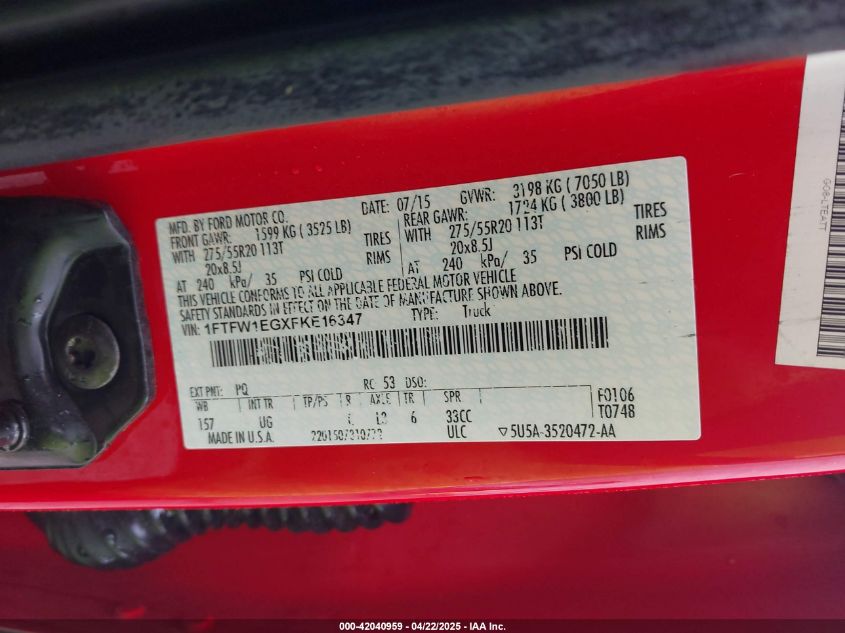 MFD. BY FORD MOTOR CO. DATE: 07/15 GVWR: 3198 KG (7050 LB)
FRONT GAWR: 1599 KG (3525 LB) REAR GAWR: 1724 KG (3800 LB)
WITH 275/55R20 113T TIRES WITH 275/55R20 113T TIRES
20x8.5J RIMS 20x8.5J RIMS
AT 240 kPa/ 35 PSI COLD AT 240 kPa/ 35 PSI COLD
THIS VEHICLE CONFORMS TO ALL APPLICABLE FEDERAL MOTOR VEHICLE
SAFETY STANDARDS IN EFFECT ON THE DATE OF MANUFACTURE SHOWN ABOVE.
VIN: 1FTFW1EGXFKE16347 TYPE: Truck
EXT PNT: PQ RC 53 DSO: F0106
WB INT TR TP/PS R AXLE TR SPR T0748
157 UG L3 6 33CC
MADE IN U.S.A. ULC ▽5U5A-3520472-AA
000-42040959 - 04/22/2025 - IAA Inc.